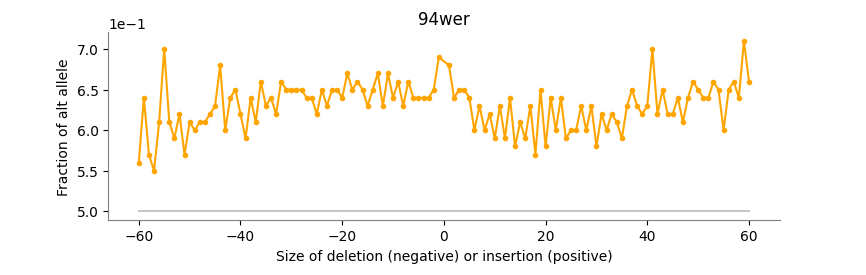 94wer
1e−1
7.0
6.5
6.0
5.5
5.0
Fraction of alt allele
−60 −40 −20 0 20 40 60
Size of deletion (negative) or insertion (positive)